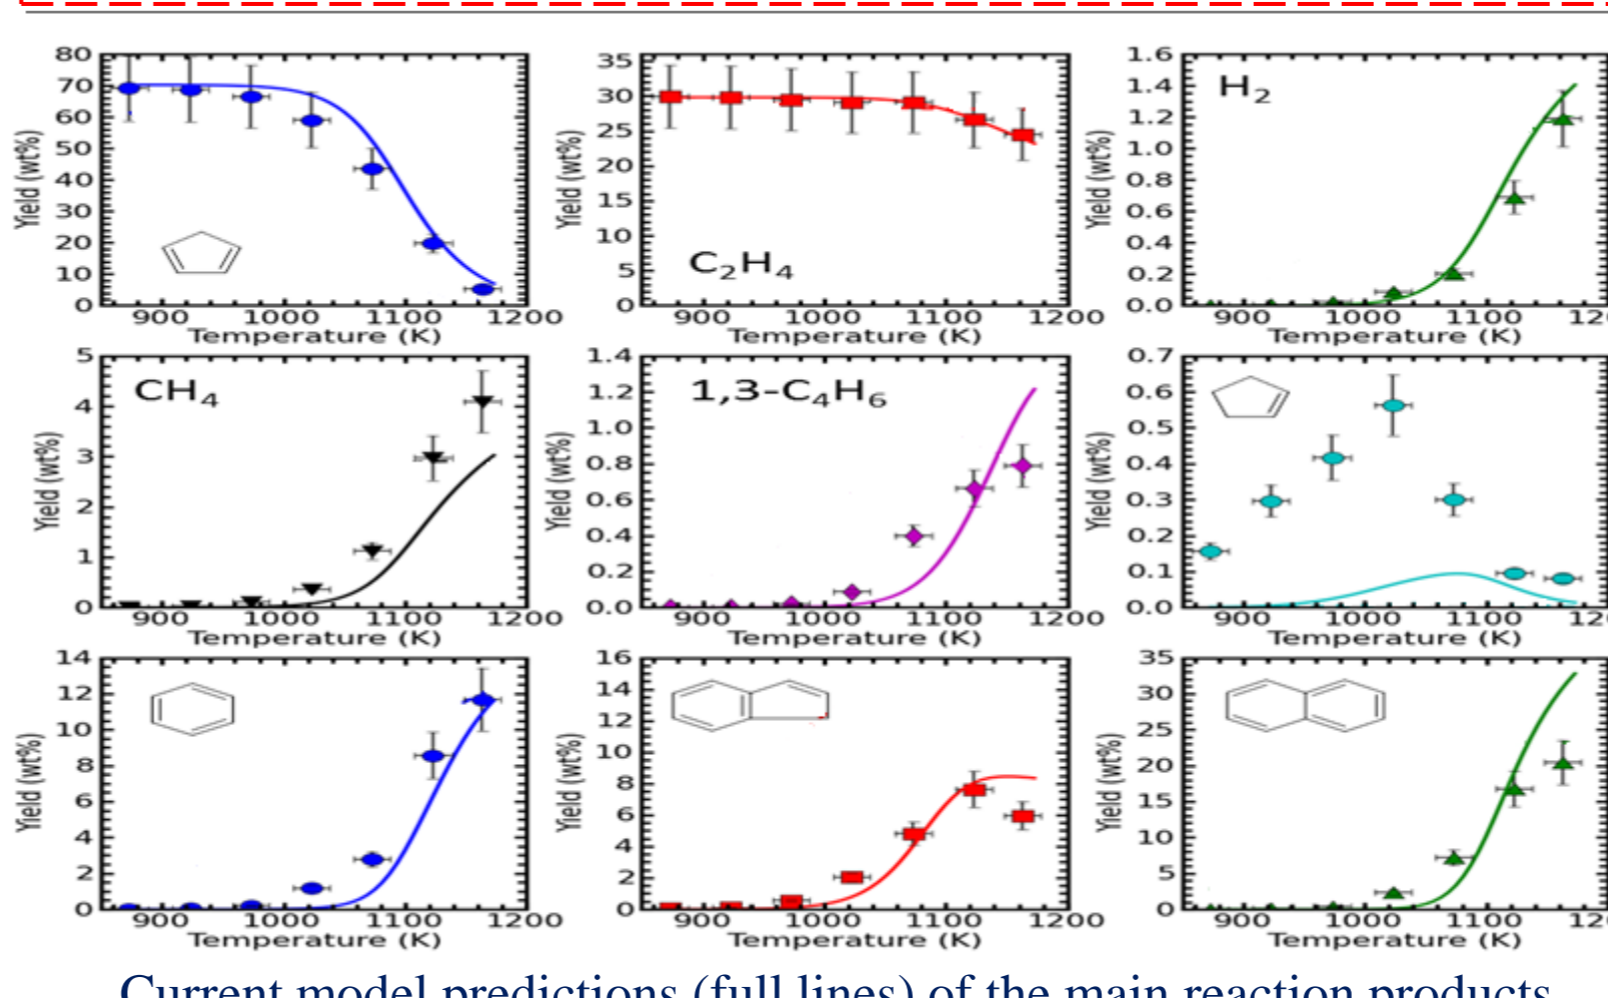 80
70
60
50
40
30
20
10
0
Yield (wt%)
900 1000 1100 1200
Temperature (K)
35
30
25
20
15
10
5
0
Yield (wt%)
C₂H₄
900 1000 1100 1200
Temperature (K)
1.6
1.4
1.2
1.0
0.8
0.6
0.4
0.2
0.0
Yield (wt%)
H₂
900 1000 1100 120
Temperature (K)
5
4
3
2
1
0
Yield (wt%)
CH₄
900 1000 1100 1200
Temperature (K)
1.4
1.2
1.0
0.8
0.6
0.4
0.2
0.0
Yield (wt%)
1,3-C₄H₆
900 1000 1100 1200
Temperature (K)
0.7
0.6
0.5
0.4
0.3
0.2
0.1
0.0
Yield (wt%)
900 1000 1100 120
Temperature (K)
14
12
10
8
6
4
2
0
Yield (wt%)
900 1000 1100 1200
Temperature (K)
16
14
12
10
8
6
4
2
0
Yield (wt%)
900 1000 1100 1200
Temperature (K)
35
30
25
20
15
10
5
0
Yield (wt%)
900 1000 1100 120
Temperature (K)
Current model predictions (full lines) of the main reaction products